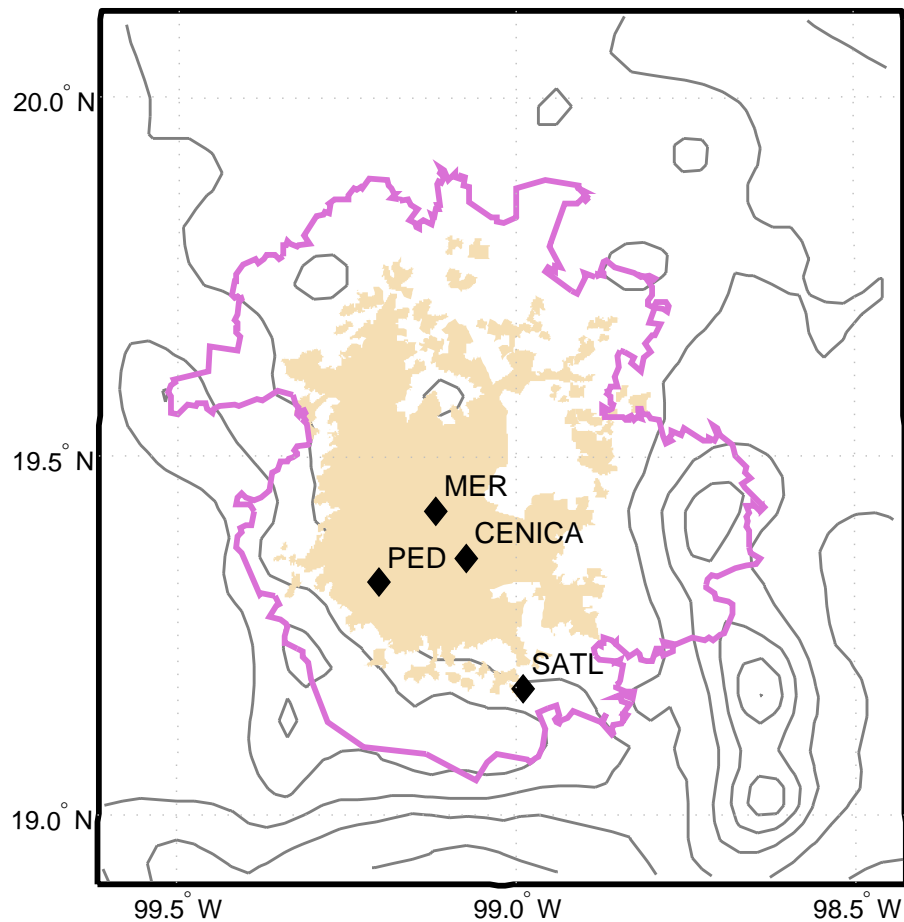 20.0° N
19.5° N
MER
CENICA
PED
SATL
19.0° N
99.5° W
99.0° W
98.5° W